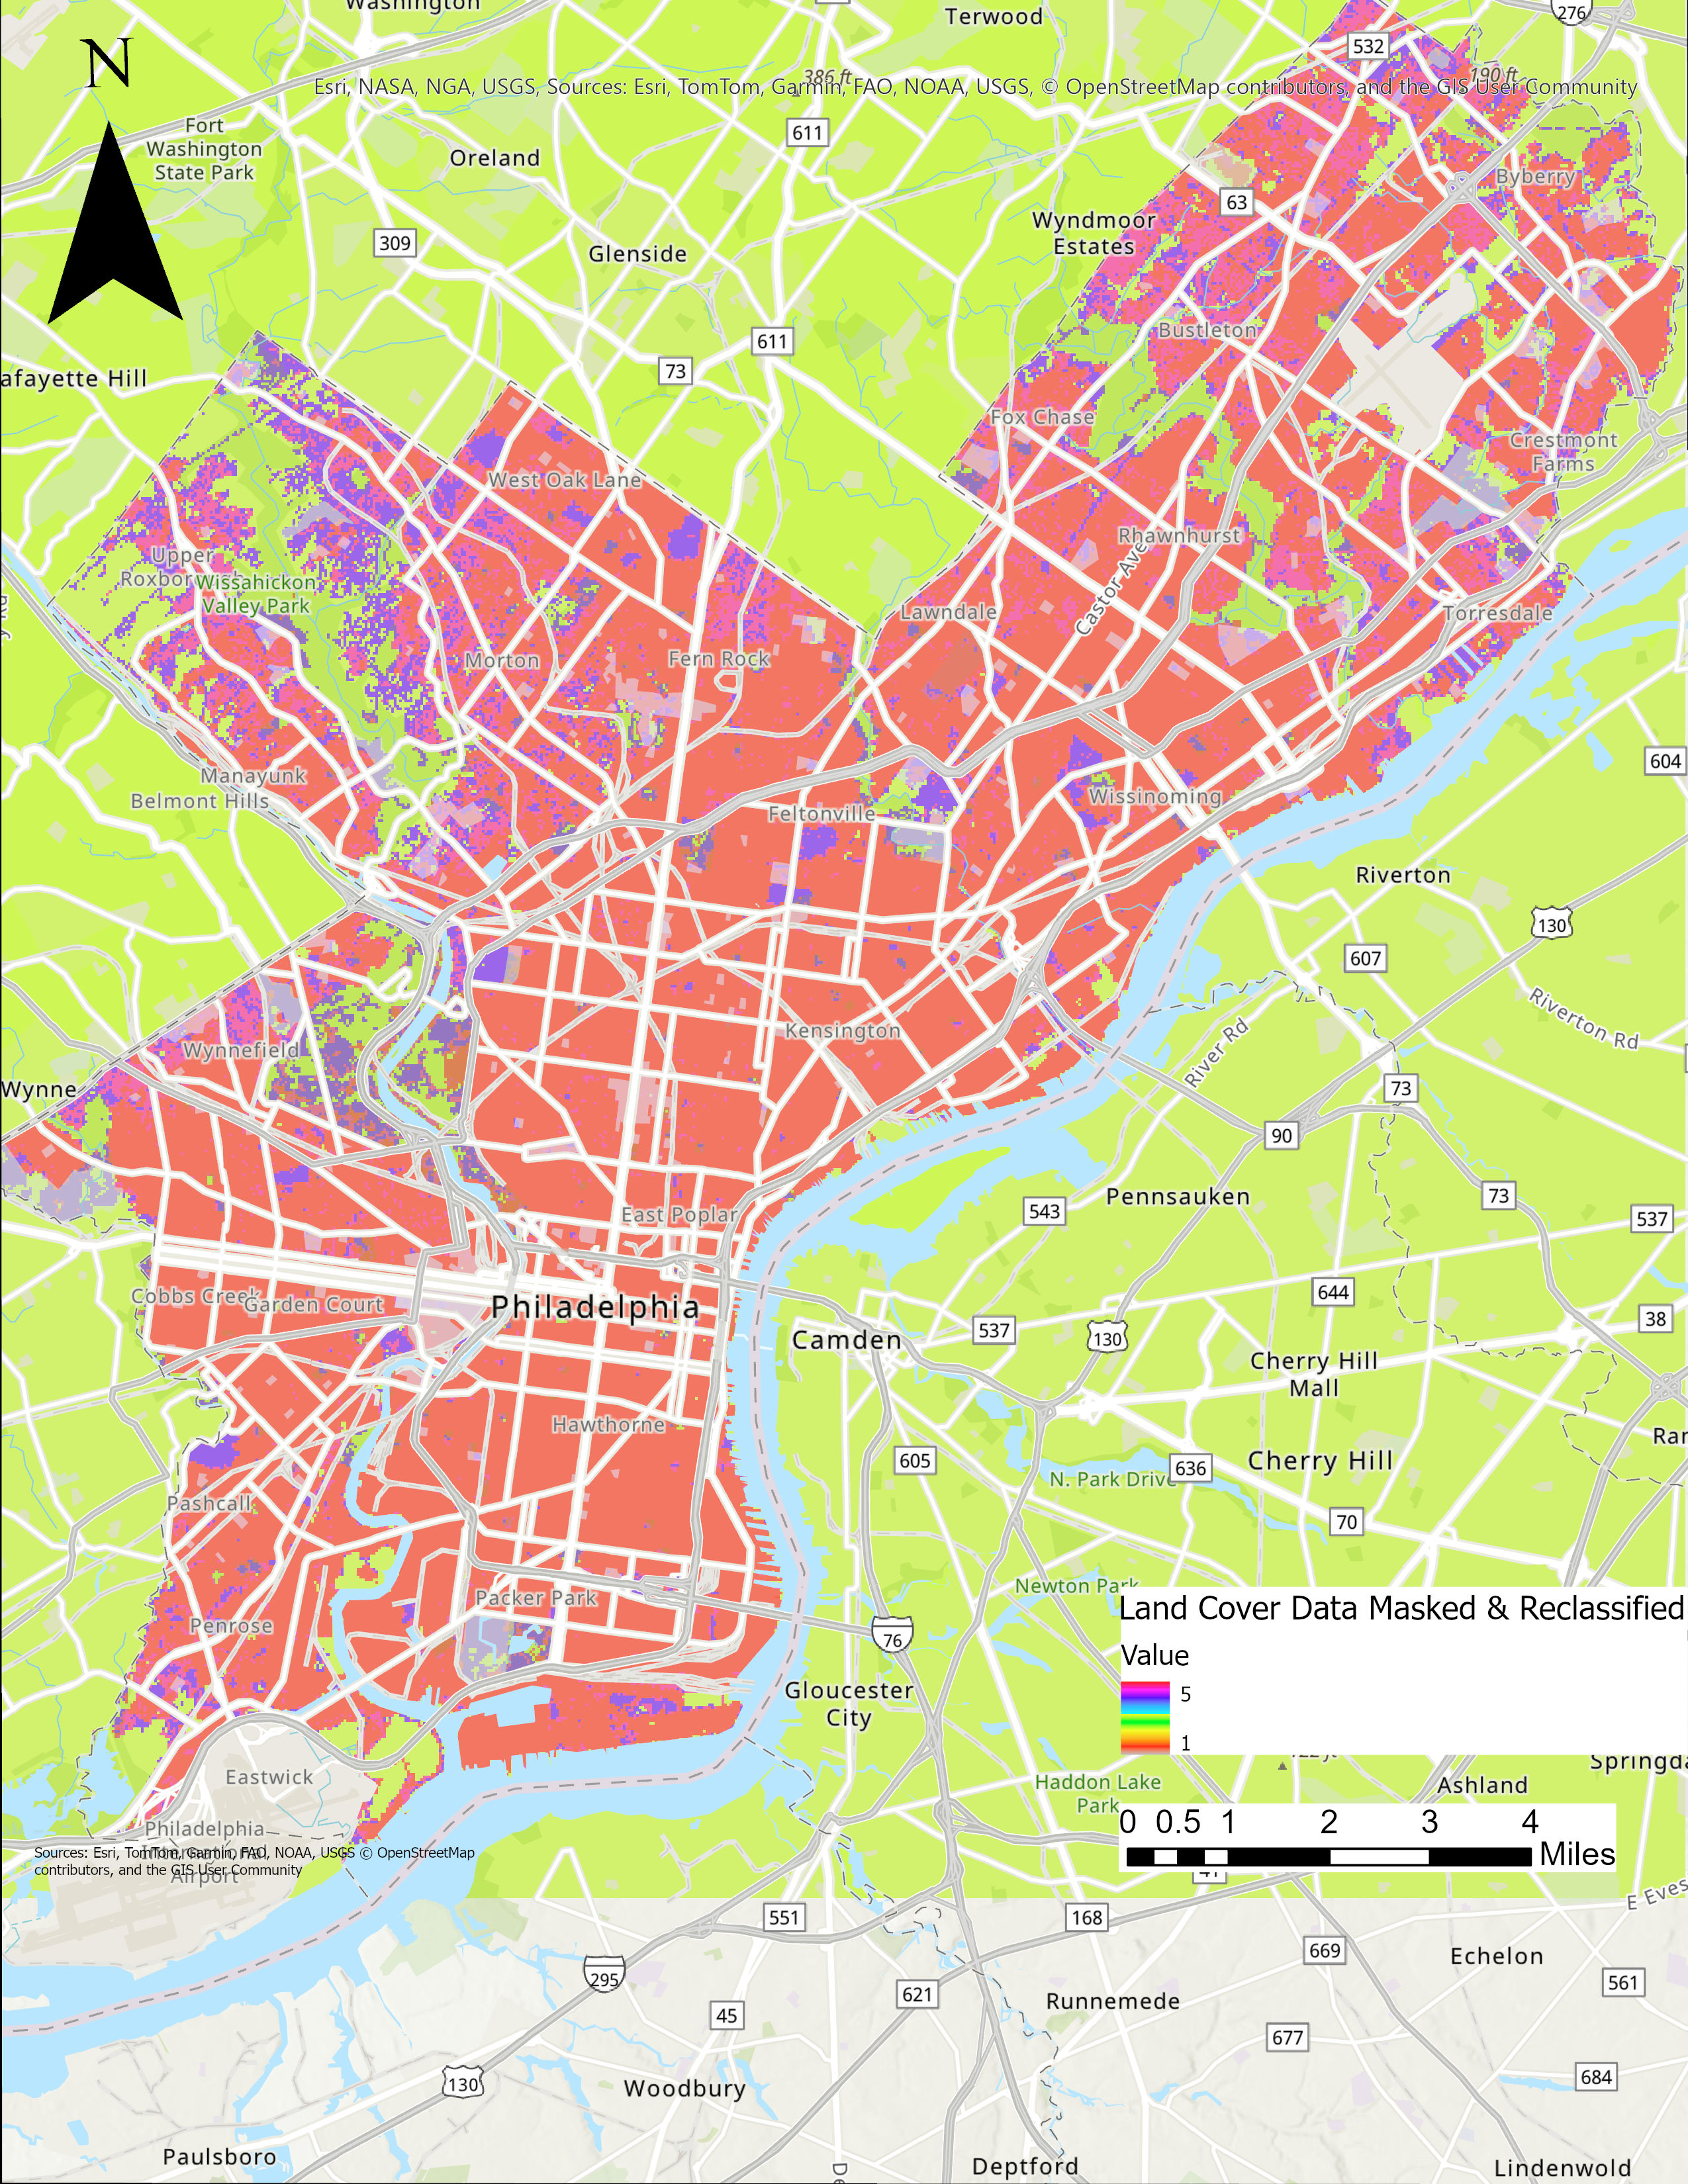 Washington
Terwood
276
N
532
386 ft
190 ft
Esri, NASA, NGA, USGS, Sources: Esri, TomTom, Garmin, FAO, NOAA, USGS, © OpenStreetMap contributors, and the GIS User Community
611
Fort
Washington
State Park
Oreland
Byberry
63
Wyndmoor
Estates
309
Glenside
Bustleton
611
73
afayette Hill
Fox Chase
Crestmont
Farms
West Oak Lane
Rhawnhurst
Castor Ave
Upper
Wissahickon
Valley Park
Lawndale
Torresdale
Morton
Fern Rock
604
Manayunk
Belmont Hills
Wissinoming
Feltonville
Riverton
130
607
Riverton Rd
Kensington
River Rd
Wynnefield
Wynne
73
90
Pennsauken
73
543
537
East Poplar
Cobbs Creek
Garden Court
Philadelphia
644
38
537
130
Camden
Cherry Hill
Mall
Hawthorne
605
636
Cherry Hill
N. Park Drive
Ran
Pashcall
70
Newton Park
Packer Park
Land Cover Data Masked & Reclassified
Penrose
76
Value
5
1
Gloucester
City
Eastwick
Haddon Lake
Park
Ashland
Springda
0 0.5 1 2 3 4
Miles
Philadelphia
International
Airport
Sources: Esri, TomTom, Garmin, FAO, NOAA, USGS © OpenStreetMap
contributors, and the GIS User Community
41
E Eves
551
168
669
Echelon
295
561
621
45
Runnemede
677
684
130
Woodbury
Paulsboro
De
Deptford
Lindenwold